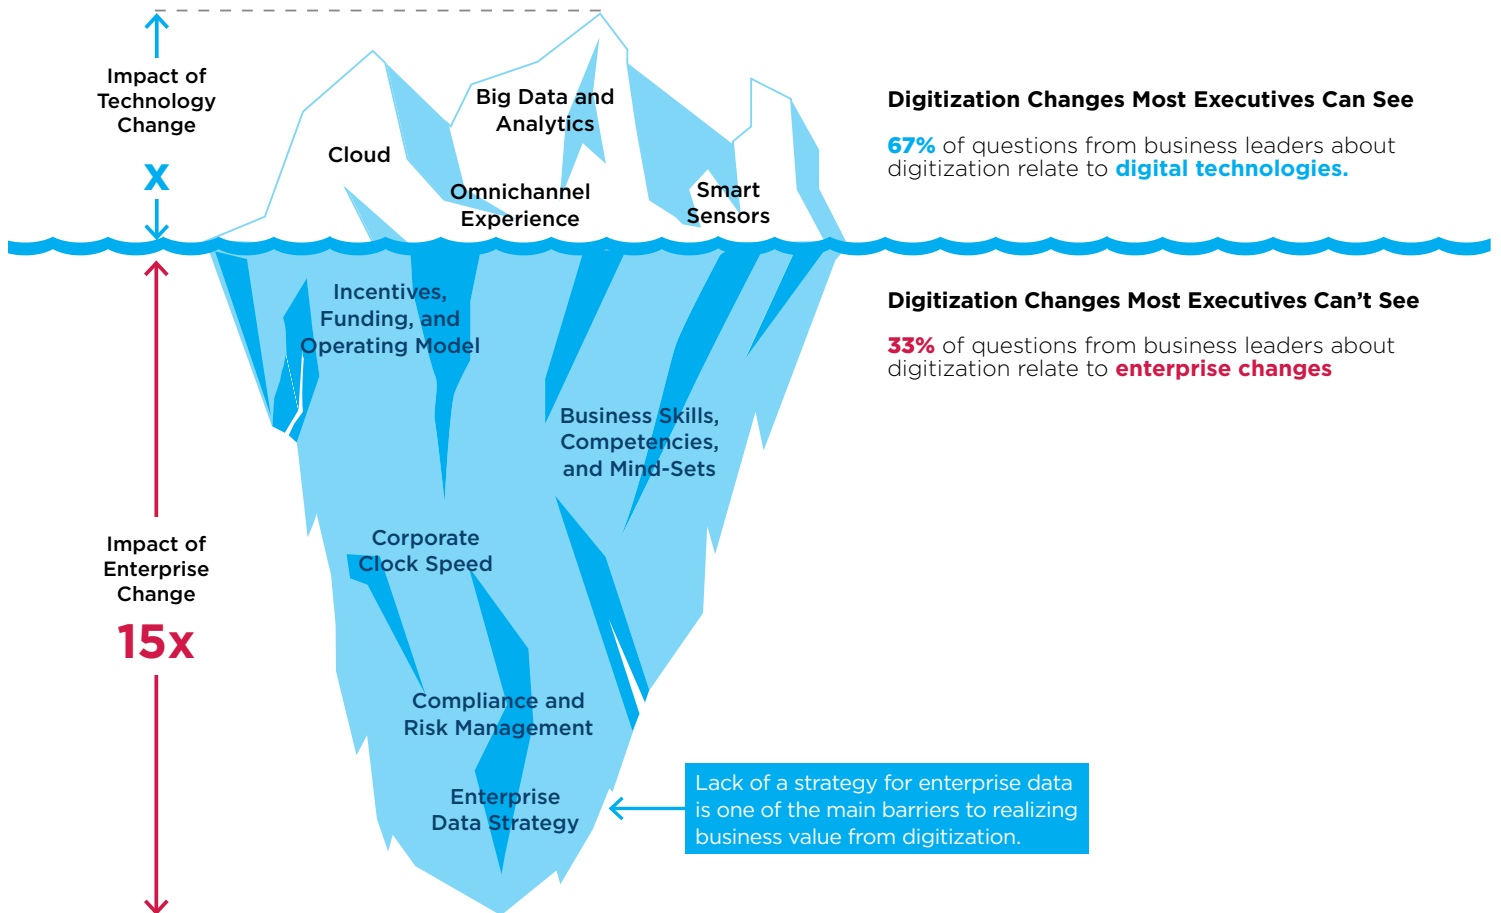 Impact of
Technology
Change
x
Cloud
Big Data and
Analytics
Omnichannel
Experience
Smart
Sensors
Digitization Changes Most Executives Can See
67% of questions from business leaders about
digitization relate to digital technologies.
Incentives,
Funding, and
Operating Model
Business Skills,
Competencies,
and Mind-Sets
Corporate
Clock Speed
Compliance and
Risk Management
Enterprise
Data Strategy
Impact of
Enterprise
Change
15x
Digitization Changes Most Executives Can’t See
33% of questions from business leaders about
digitization relate to enterprise changes
Lack of a strategy for enterprise data
is one of the main barriers to realizing
business value from digitization.